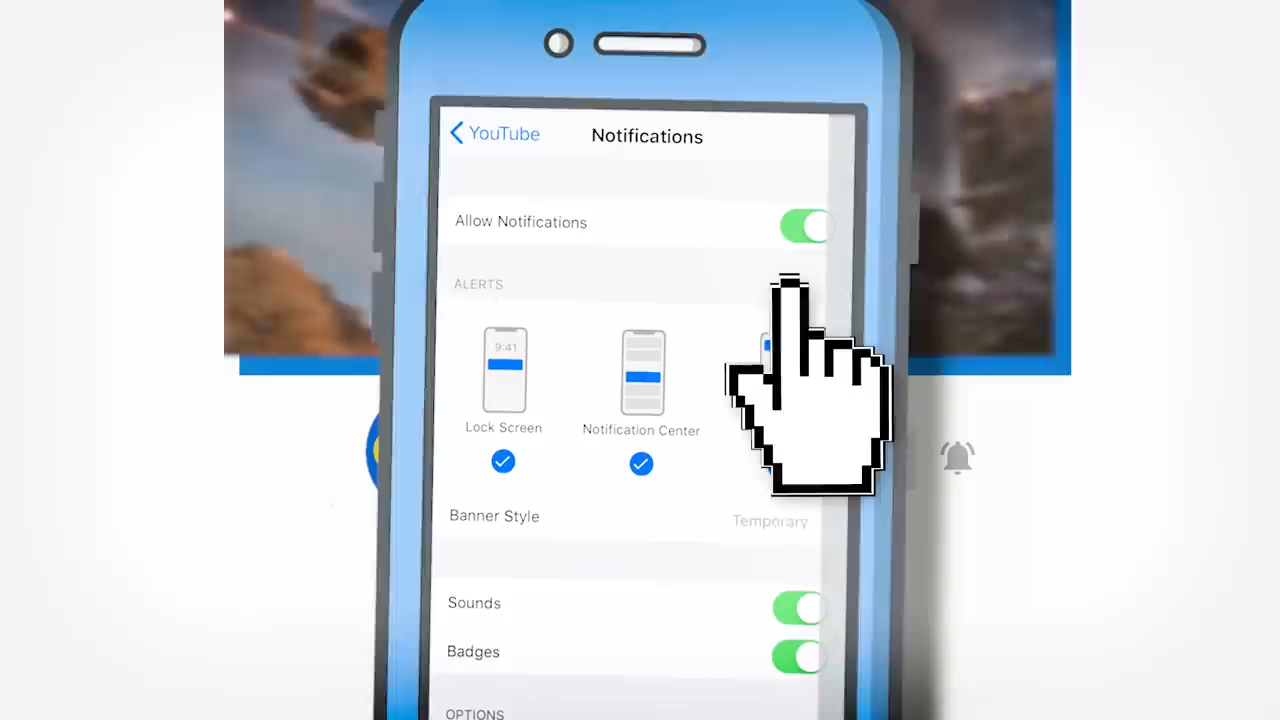 YouTube
Notifications
Allow Notifications
ALERTS
9:41
Lock Screen
Notification Center
Banner Style
Temporary
Sounds
Badges
OPTIONS